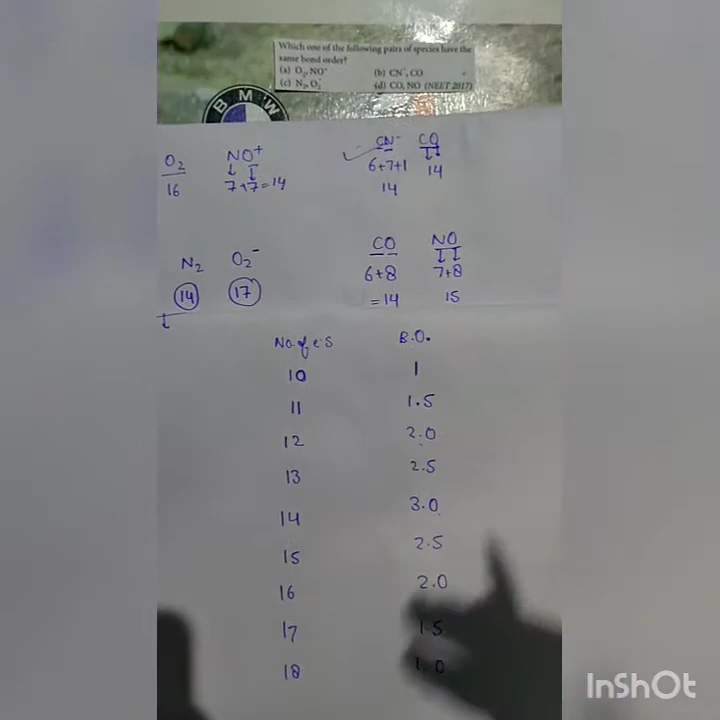 Which one of the following pairs of species have the
same bond order?
(a) O₂, NO⁺ (b) CN⁻, CO
(c) N₂, O₂⁻ (d) CO, NO (NEET 2017)
BMW
O₂ NO⁺ CN⁻ CO
16 7+7=14 6+7+1 14
14
N₂ O₂⁻ CO NO
14 17 6+8 7+8
=14 15
No. of e⁻s B.O.
10 1
11 1.5
12 2.0
13 2.5
14 3.0
15 2.5
16 2.0
17 1.5
18 1.0
InShOt